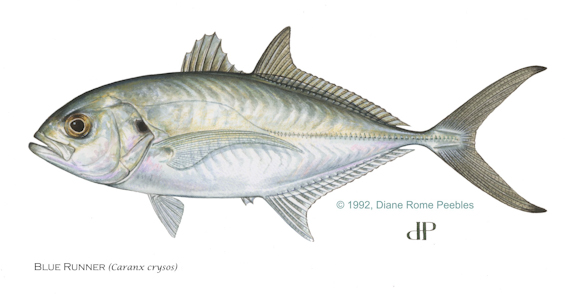 © 1992, Diane Rome Peebles
dP
BLUE RUNNER (Caranx crysos)